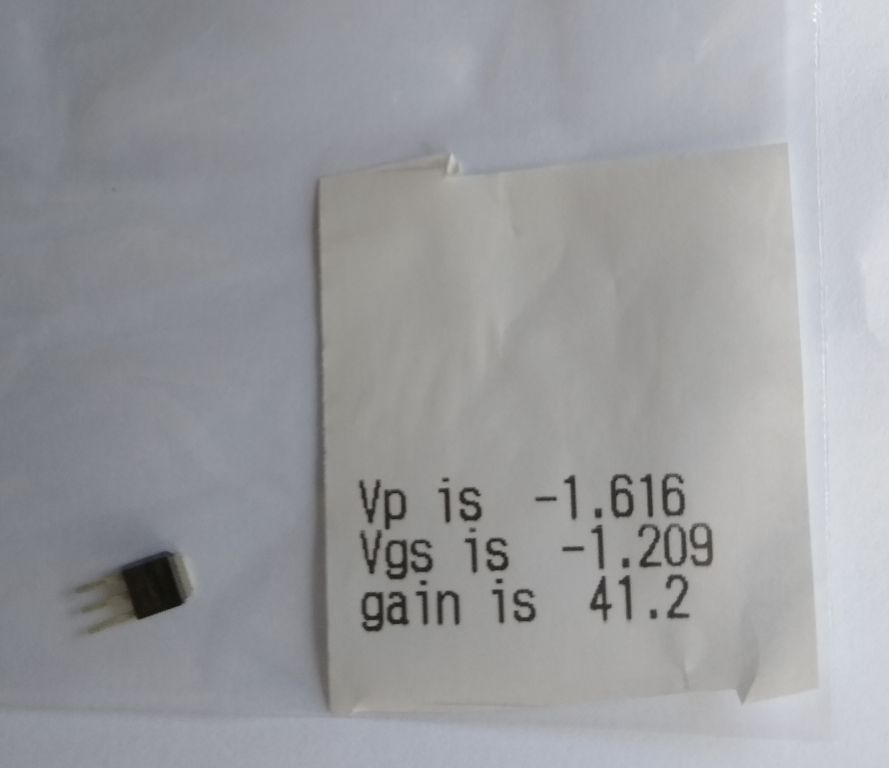 Vp is -1.616
Vgs is -1.209
gain is 41.2